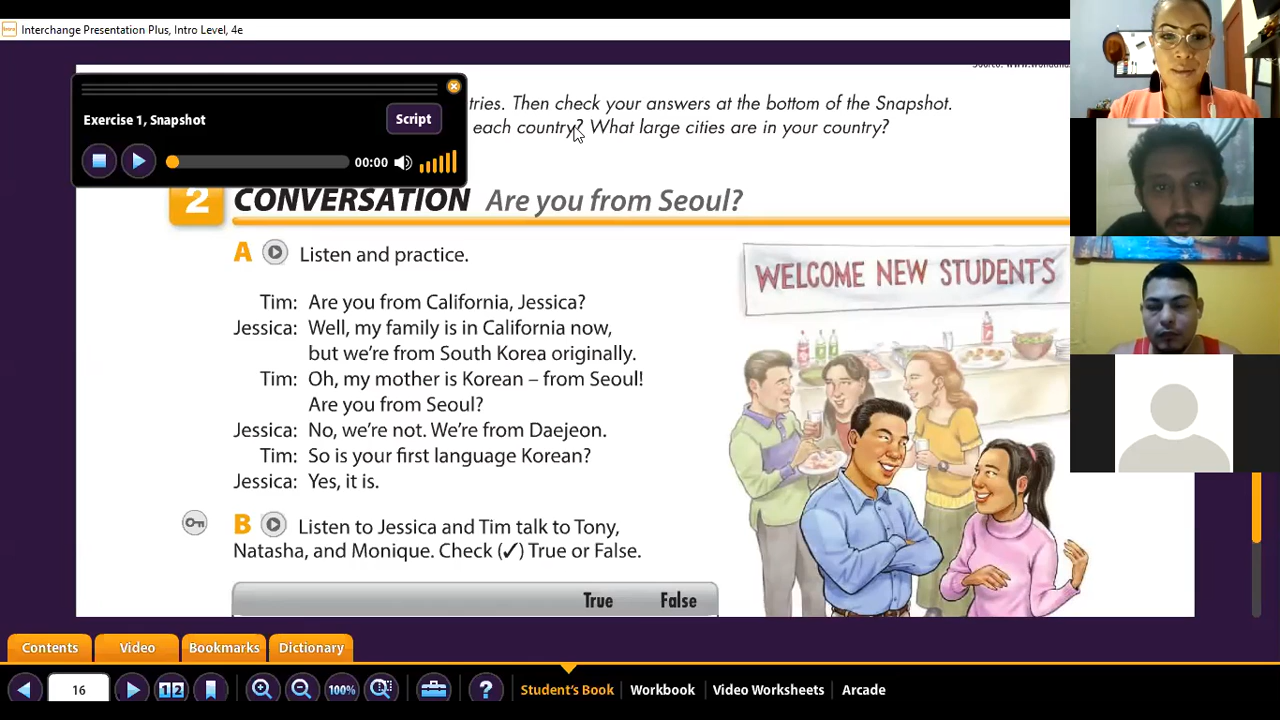 Interchange Presentation Plus, Intro Level, 4e
tries. Then check your answers at the bottom of the Snapshot.
each country? What large cities are in your country?
Exercise 1, Snapshot
Script
00:00
2 CONVERSATION Are you from Seoul?
A Listen and practice.
Tim: Are you from California, Jessica?
Jessica: Well, my family is in California now,
but we're from South Korea originally.
Tim: Oh, my mother is Korean – from Seoul!
Are you from Seoul?
Jessica: No, we're not. We're from Daejeon.
Tim: So is your first language Korean?
Jessica: Yes, it is.
WELCOME NEW STUDENTS
B Listen to Jessica and Tim talk to Tony,
Natasha, and Monique. Check (✓) True or False.
True False
Contents Video Bookmarks Dictionary
16 12 100% ? Student's Book Workbook Video Worksheets Arcade